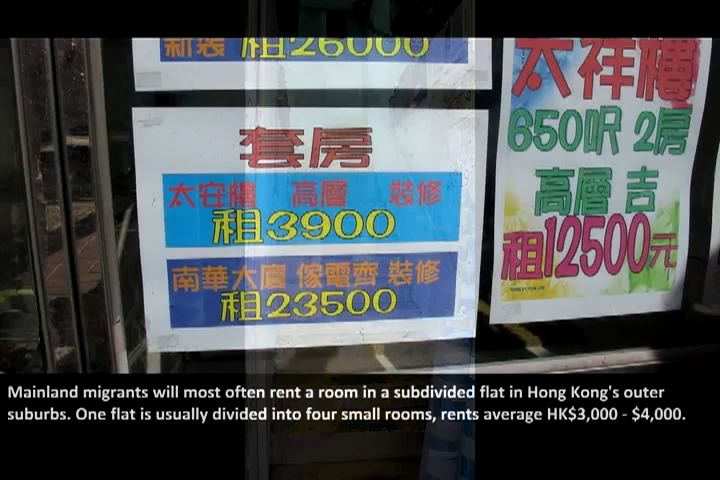 新裝 租26000
套房
太安樓 高層 裝修
租3900
南華大廈 傢電齊 裝修
租23500
太祥樓
650呎 2房
高層 吉
租12500元
Mainland migrants will most often rent a room in a subdivided flat in Hong Kong's outer
suburbs. One flat is usually divided into four small rooms, rents average HK$3,000 - $4,000.